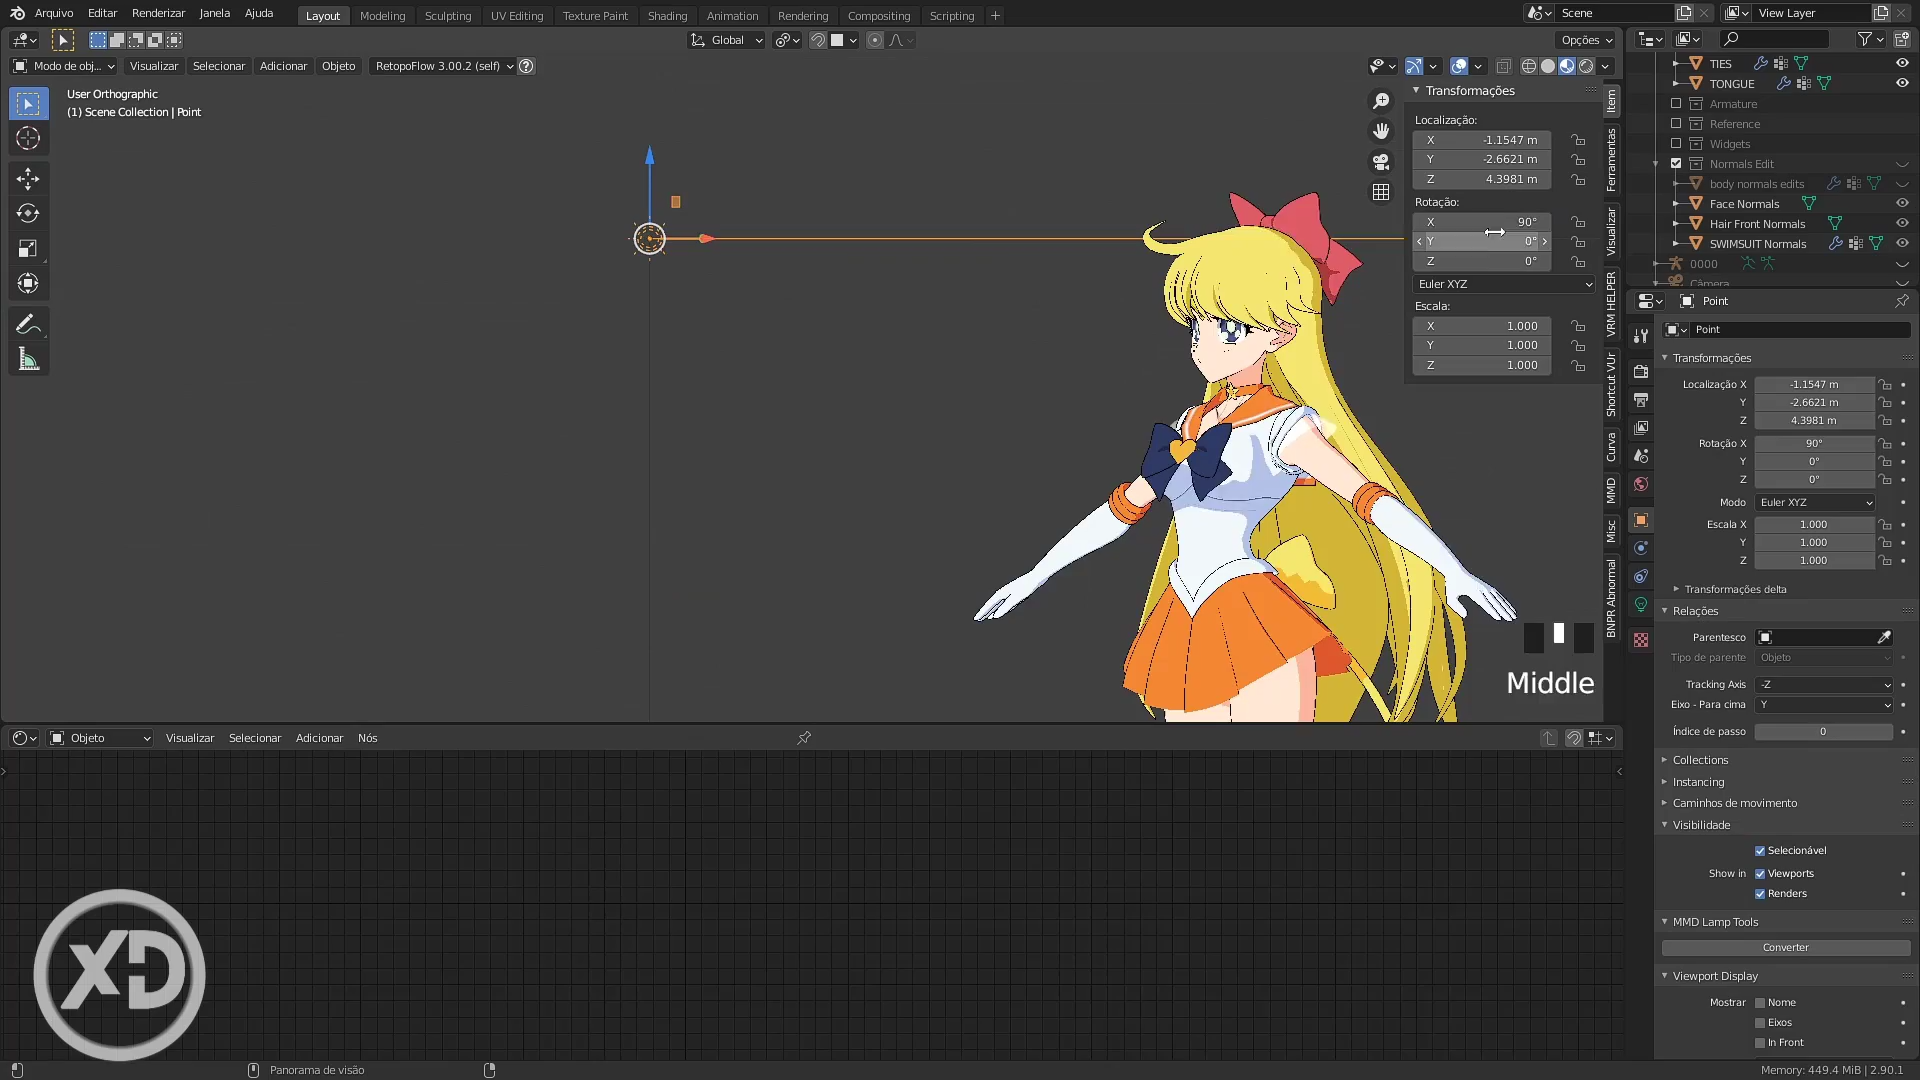 Arquivo Editar Renderizar Janela Ajuda Layout Modeling Sculpting UV Editing Texture Paint Shading Animation Rendering Compositing Scripting Scene View Layer
Global Opções
Modo de obj... Visualizar Selecionar Adicionar Objeto RetopoFlow 3.00.2 (self)
User Orthographic
(1) Scene Collection | Point
Transformações
Localização:
X -1.1547 m
Y -2.6621 m
Z 4.3981 m
Rotação:
X 90°
Y 0°
Z 0°
Euler XYZ
Escala:
X 1.000
Y 1.000
Z 1.000
Item
Ferramentas
Visualizar
VRM HELPER
Shortcut VUr
Curva
MMD
Misc
BNPR Abnormal
Middle
TIES
TONGUE
Armature
Reference
Widgets
Normals Edit
body normals edits
Face Normals
Hair Front Normals
SWIMSUIT Normals
0000
Câmera
Point
Point
Transformações
Localização X -1.1547 m
Y -2.6621 m
Z 4.3981 m
Rotação X 90°
Y 0°
Z 0°
Modo Euler XYZ
Escala X 1.000
Y 1.000
Z 1.000
Transformações delta
Relações
Parentesco
Tipo de parente Objeto
Tracking Axis -Z
Eixo - Para cima Y
Índice de passo 0
Collections
Instancing
Caminhos de movimento
Visibilidade
Selecionável
Show in Viewports
Renders
MMD Lamp Tools
Converter
Viewport Display
Mostrar Nome
Eixos
In Front
Objeto Visualizar Selecionar Adicionar Nós
XD
Panorama de visão
Memory: 449.4 MiB | 2.90.1